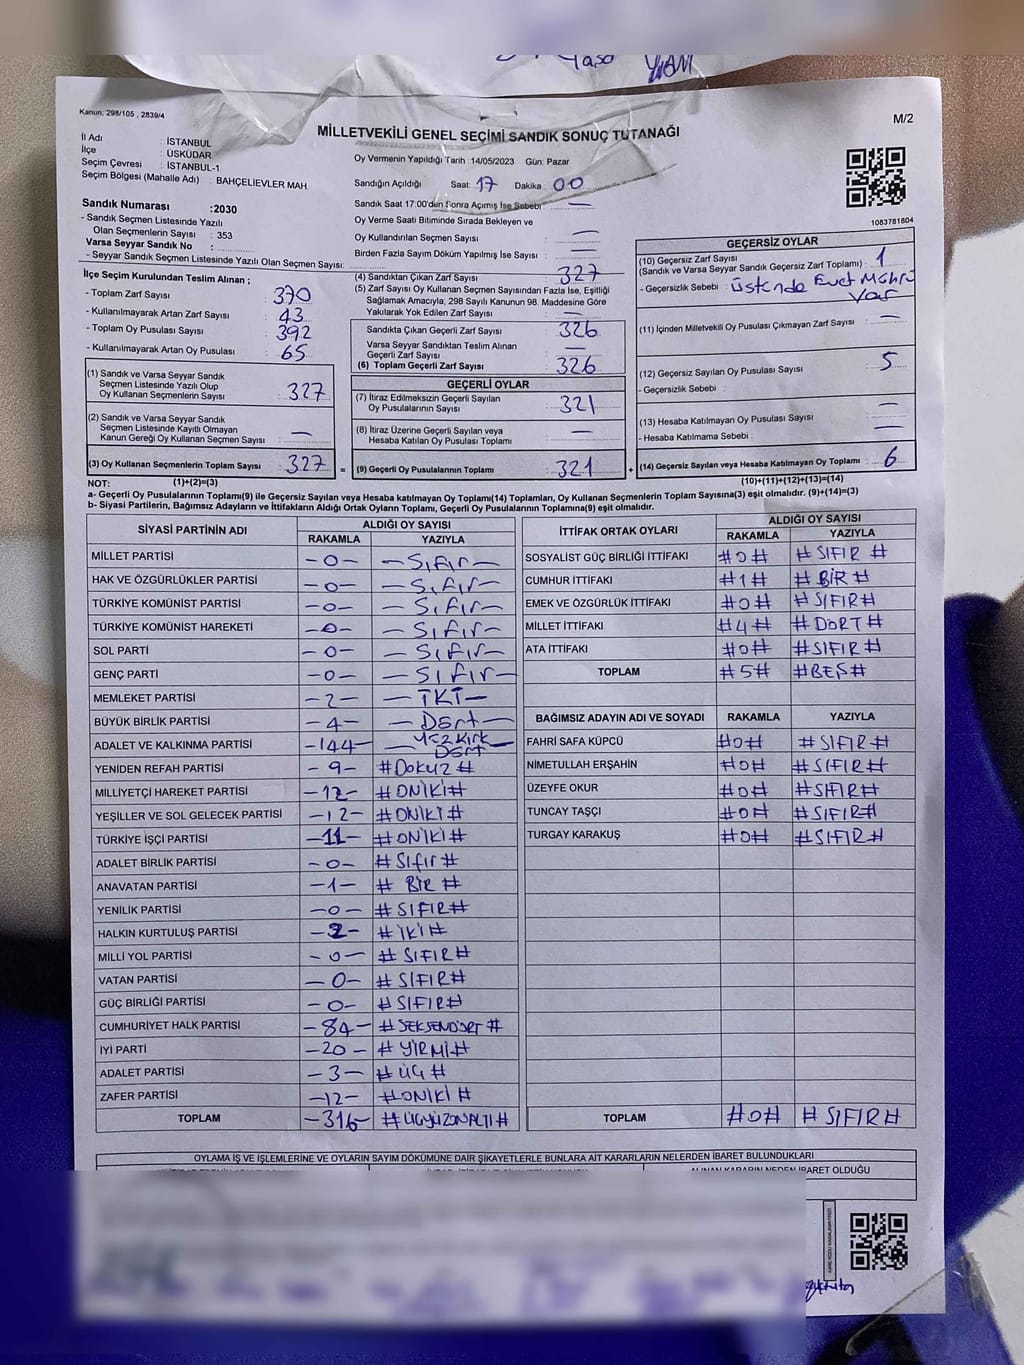 Yasa
Kanun; 298/105 , 2839/4
M/2
MİLLETVEKİLİ GENEL SEÇİMİ SANDIK SONUÇ TUTANAĞI
İl Adı : İSTANBUL
İlçe : ÜSKÜDAR
Seçim Çevresi : İSTANBUL-1
Seçim Bölgesi (Mahalle Adı) : BAHÇELİEVLER MAH.
Oy Vermenin Yapıldığı Tarih :14/05/2023 Gün: Pazar
Sandığın Açıldığı Saat: 17 Dakika : 00
Sandık Saat 17:00'den Sonra Açımış İse Sebebi : —
Oy Verme Saati Bitiminde Sırada Bekleyen ve
Oy Kullandırılan Seçmen Sayısı : —
Birden Fazla Sayım Döküm Yapılmış İse Sayısı : —
1083781804
Sandık Numarası :2030
- Sandık Seçmen Listesinde Yazılı
Olan Seçmenlerin Sayısı : 353
Varsa Seyyar Sandık No :
- Seyyar Sandık Seçmen Listesinde Yazılı Olan Seçmen Sayısı:
İlçe Seçim Kurulundan Teslim Alınan ;
- Toplam Zarf Sayısı : 370
- Kullanılmayarak Artan Zarf Sayısı : 43
- Toplam Oy Pusulası Sayısı : 392
- Kullanılmayarak Artan Oy Pusulası : 65
(1) Sandık ve Varsa Seyyar Sandık
Seçmen Listesinde Yazılı Olup
Oy Kullanan Seçmenlerin Sayısı : 327
(2) Sandık ve Varsa Seyyar Sandık
Seçmen Listesinde Kayıtlı Olmayan
Kanun Gereği Oy Kullanan Seçmen Sayısı : —
(3) Oy Kullanan Seçmenlerin Toplam Sayısı : 327 =
(4) Sandıktan Çıkan Zarf Sayısı : 327
(5) Zarf Sayısı Oy Kullanan Seçmen Sayısından Fazla İse, Eşitliği
Sağlamak Amacıyla; 298 Sayılı Kanunun 98. Maddesine Göre
Yakılarak Yok Edilen Zarf Sayısı : —
Sandıkta Çıkan Geçerli Zarf Sayısı : 326
Varsa Seyyar Sandıktan Teslim Alınan
Geçerli Zarf Sayısı : —
(6) Toplam Geçerli Zarf Sayısı : 326
GEÇERLİ OYLAR
(7) İtiraz Edilmeksizin Geçerli Sayılan
Oy Pusulalarının Sayısı : 321
(8) İtiraz Üzerine Geçerli Sayılan veya
Hesaba Katılan Oy Pusulası Toplamı : —
(9) Geçerli Oy Pusulalarının Toplamı : 321 +
GEÇERSİZ OYLAR
(10) Geçersiz Zarf Sayısı : 1
(Sandık ve Varsa Seyyar Sandık Geçersiz Zarf Toplamı)
- Geçersizlik Sebebi : üstünde Evet Mührü
Var
(11) İçinden Milletvekili Oy Pusulası Çıkmayan Zarf Sayısı : —
(12) Geçersiz Sayılan Oy Pusulası Sayısı : 5
- Geçersizlik Sebebi :
(13) Hesaba Katılmayan Oy Pusulası Sayısı : —
- Hesaba Katılmama Sebebi : —
(14) Geçersiz Sayılan veya Hesaba Katılmayan Oy Toplamı : 6
NOT: (1)+(2)=(3) (10)+(11)+(12)+(13)=(14)
a- Geçerli Oy Pusulalarının Toplamı(9) ile Geçersiz Sayılan veya Hesaba katılmayan Oy Toplamı(14) Toplamları, Oy Kullanan Seçmenlerin Toplam Sayısına(3) eşit olmalıdır. (9)+(14)=(3)
b- Siyasi Partilerin, Bağımsız Adayların ve İttifakların Aldığı Ortak Oyların Toplamı, Geçerli Oy Pusulalarının Toplamına(9) eşit olmalıdır.
SİYASİ PARTİNİN ADI ALDIĞI OY SAYISI
RAKAMLA YAZIYLA
MİLLET PARTİSİ -0- -Sıfır-
HAK VE ÖZGÜRLÜKLER PARTİSİ -0- -Sıfır-
TÜRKİYE KOMÜNİST PARTİSİ -0- -Sıfır-
TÜRKİYE KOMÜNİST HAREKETİ -0- -Sıfır-
SOL PARTİ -0- -Sıfır-
GENÇ PARTİ -0- -Sıfır-
MEMLEKET PARTİSİ -2- -İKİ-
BÜYÜK BİRLİK PARTİSİ -4- -Dört-
ADALET VE KALKINMA PARTİSİ -144- -Yüz Kırk Dört-
YENİDEN REFAH PARTİSİ -9- #Dokuz#
MİLLİYETÇİ HAREKET PARTİSİ -12- #ONİKİ#
YEŞİLLER VE SOL GELECEK PARTİSİ -12- #ONİKİ#
TÜRKİYE İŞÇİ PARTİSİ -11- #ONİKİ#
ADALET BİRLİK PARTİSİ -0- #Sıfır#
ANAVATAN PARTİSİ -1- #BİR#
YENİLİK PARTİSİ -0- #SIFIR#
HALKIN KURTULUŞ PARTİSİ -2- #İKİ#
MİLLİ YOL PARTİSİ -0- #SIFIR#
VATAN PARTİSİ -0- #SIFIR#
GÜÇ BİRLİĞİ PARTİSİ -0- #SIFIR#
CUMHURİYET HALK PARTİSİ -84- #SEKSENDÖRT#
İYİ PARTİ -20- #YİRMİ#
ADALET PARTİSİ -3- #ÜÇ#
ZAFER PARTİSİ -12- #ONİKİ#
TOPLAM -316- #ÜÇYÜZONALTI#
İTTİFAK ORTAK OYLARI ALDIĞI OY SAYISI
RAKAMLA YAZIYLA
SOSYALİST GÜÇ BİRLİĞİ İTTİFAKI #0# #SIFIR#
CUMHUR İTTİFAKI #1# #BİR#
EMEK VE ÖZGÜRLÜK İTTİFAKI #0# #SIFIR#
MİLLET İTTİFAKI #4# #DÖRT#
ATA İTTİFAKI #0# #SIFIR#
TOPLAM #5# #BEŞ#
BAĞIMSIZ ADAYIN ADI VE SOYADI RAKAMLA YAZIYLA
FAHRİ SAFA KÜPCÜ #0# #SIFIR#
NİMETULLAH ERŞAHİN #0# #SIFIR#
ÜZEYFE OKUR #0# #SIFIR#
TUNCAY TAŞÇI #0# #SIFIR#
TURGAY KARAKUŞ #0# #SIFIR#
TOPLAM #0# #SIFIR#
OYLAMA İŞ VE İŞLEMLERİNE VE OYLARIN SAYIM DÖKÜMÜNE DAİR ŞİKAYETLERLE BUNLARA AİT KARARLARIN NELERDEN İBARET BULUNDUKLARI
ALINAN KARARIN NEDEN İBARET OLDUĞU